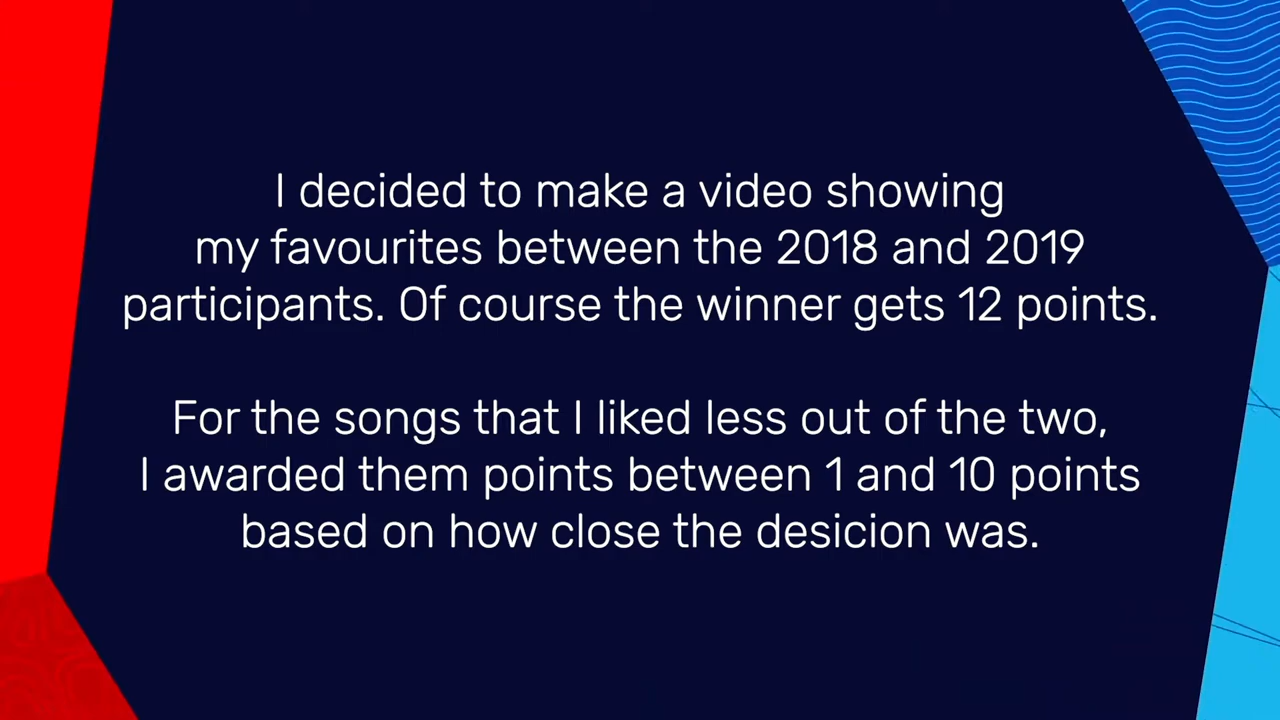 I decided to make a video showing
my favourites between the 2018 and 2019
participants. Of course the winner gets 12 points.
For the songs that I liked less out of the two,
I awarded them points between 1 and 10 points
based on how close the desicion was.